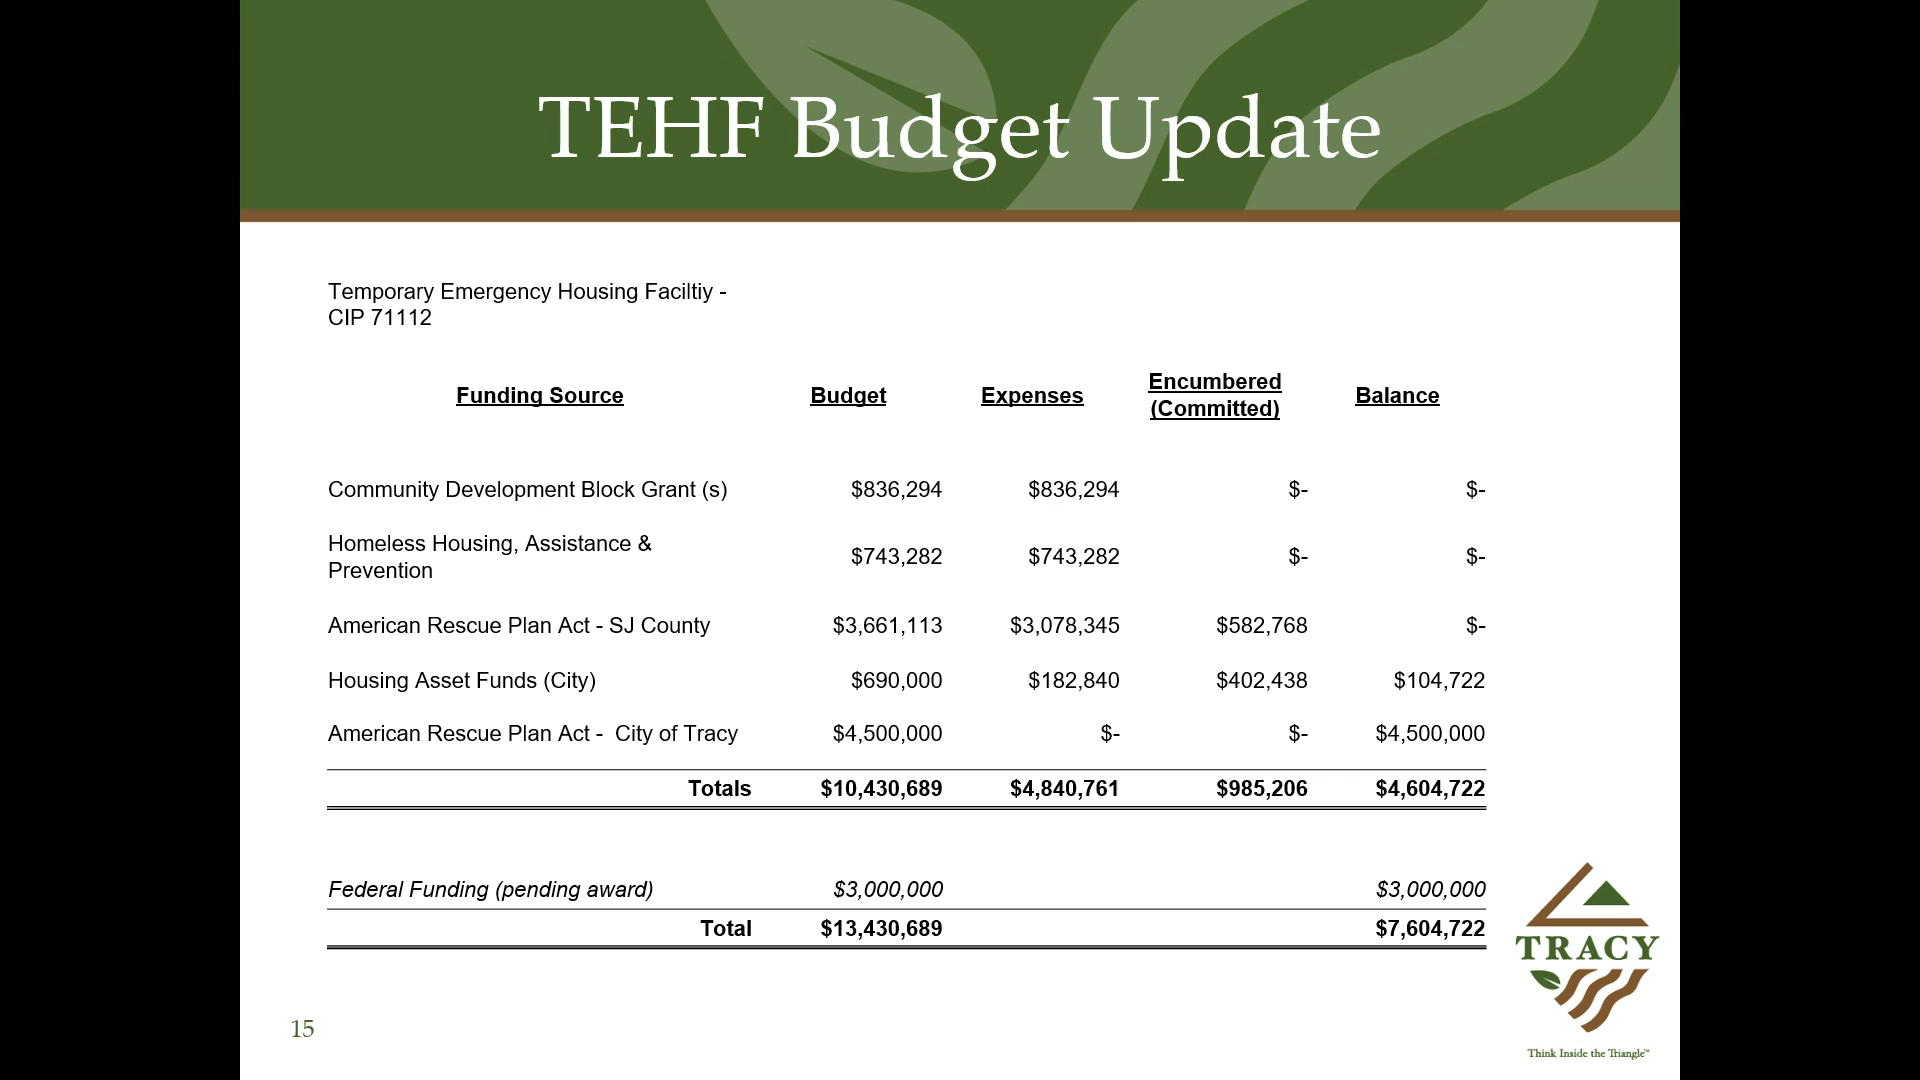 TEHF Budget Update
Temporary Emergency Housing Faciltiy -
CIP 71112
Funding Source Budget Expenses Encumbered (Committed) Balance
Community Development Block Grant (s) $836,294 $836,294 $- $-
Homeless Housing, Assistance &
Prevention $743,282 $743,282 $- $-
American Rescue Plan Act - SJ County $3,661,113 $3,078,345 $582,768 $-
Housing Asset Funds (City) $690,000 $182,840 $402,438 $104,722
American Rescue Plan Act - City of Tracy $4,500,000 $- $- $4,500,000
Totals $10,430,689 $4,840,761 $985,206 $4,604,722
Federal Funding (pending award) $3,000,000 $3,000,000
Total $13,430,689 $7,604,722
TRACY
Think Inside the Triangle™
15